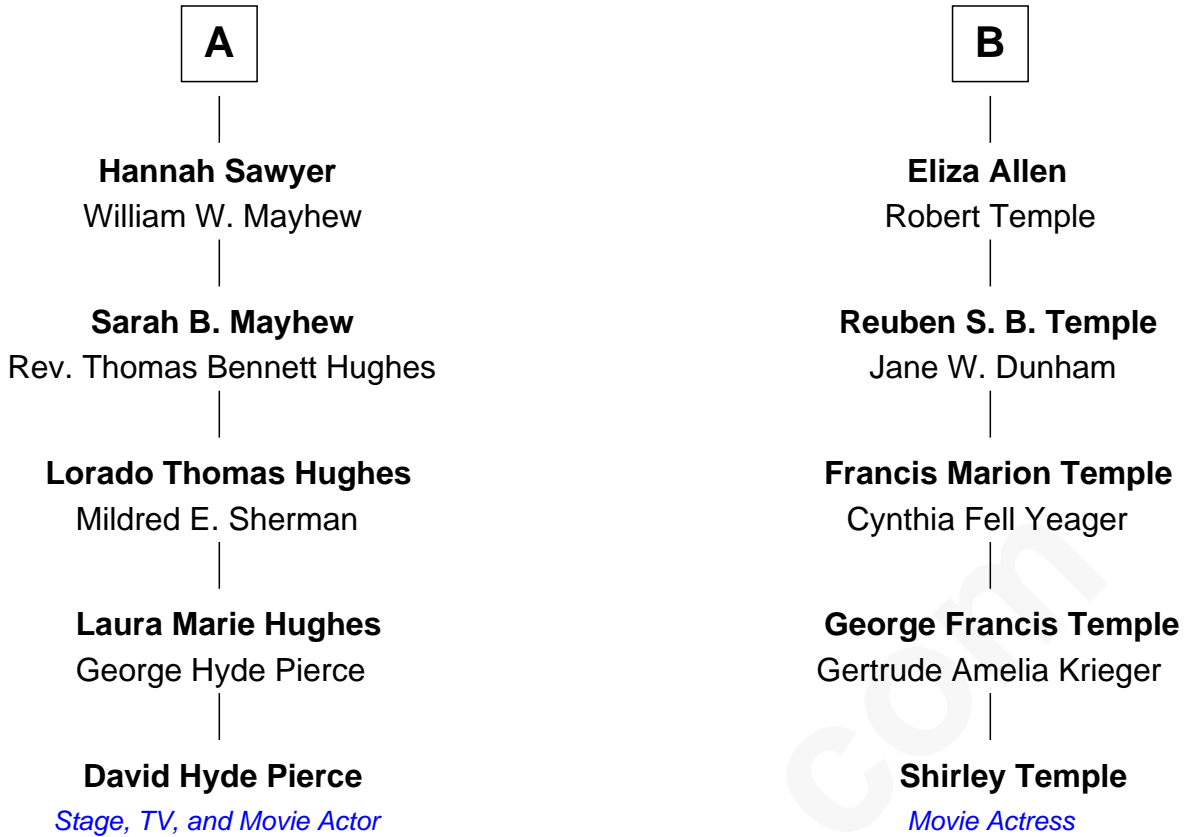 A
Hannah Sawyer
William W. Mayhew
Sarah B. Mayhew
Rev. Thomas Bennett Hughes
Lorado Thomas Hughes
Mildred E. Sherman
Laura Marie Hughes
George Hyde Pierce
David Hyde Pierce
Stage, TV, and Movie Actor
B
Eliza Allen
Robert Temple
Reuben S. B. Temple
Jane W. Dunham
Francis Marion Temple
Cynthia Fell Yeager
George Francis Temple
Gertrude Amelia Krieger
Shirley Temple
Movie Actress
com